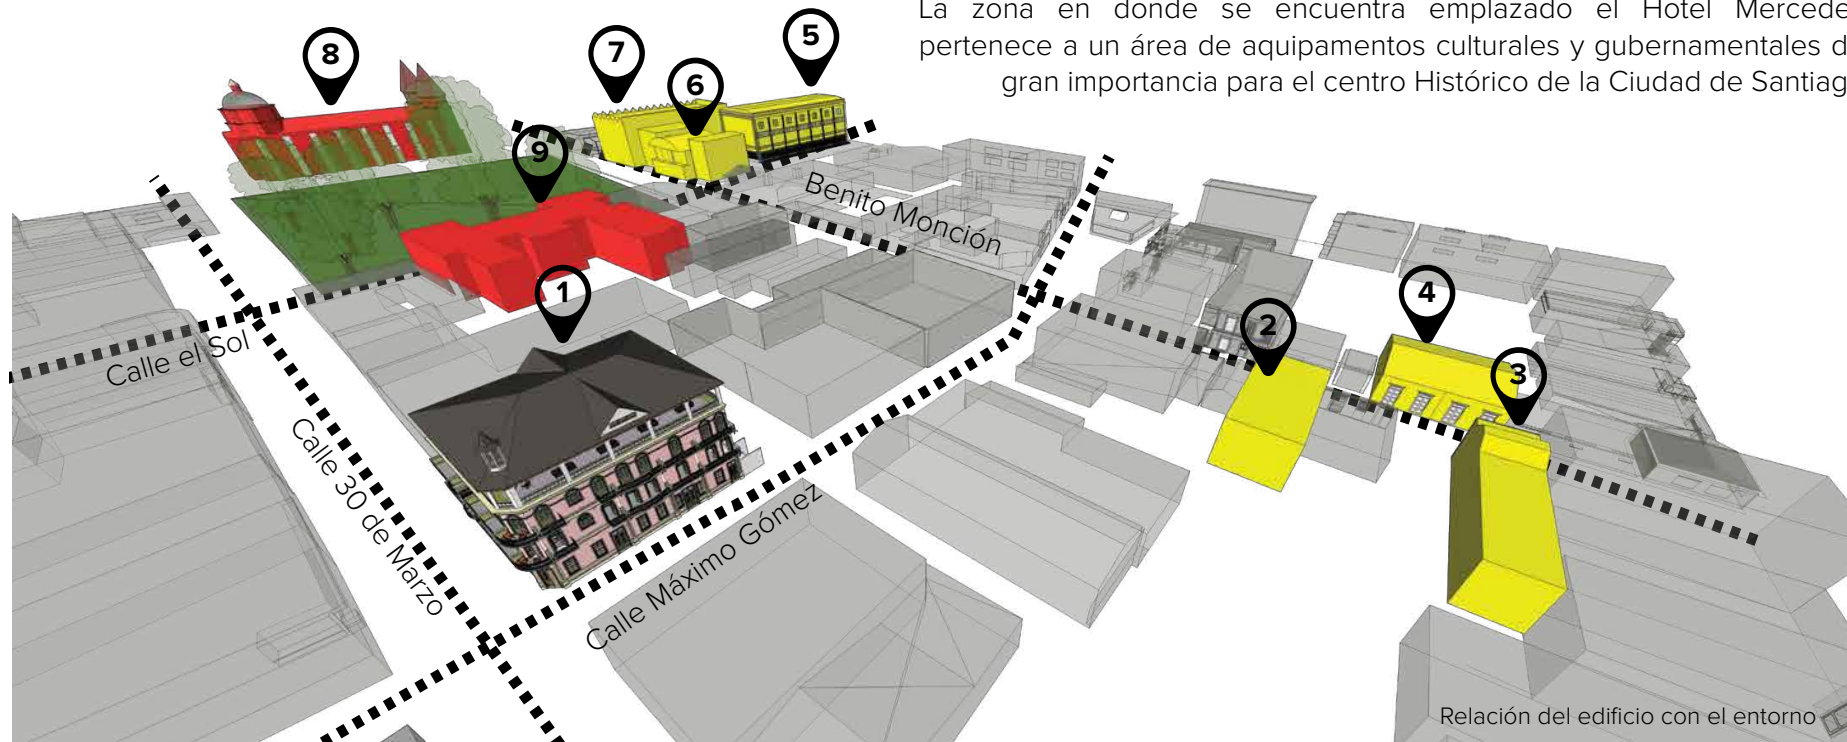 La zona en donde se encuentra emplazado el Hotel Mercede
pertenece a un área de aquipamentos culturales y gubernamentales d
gran importancia para el centro Histórico de la Ciudad de Santiag
8
7
5
6
9
Benito Monción
1
4
2
3
Calle el Sol
Calle 30 de Marzo
Calle Máximo Gómez
Relación del edificio con el entorno